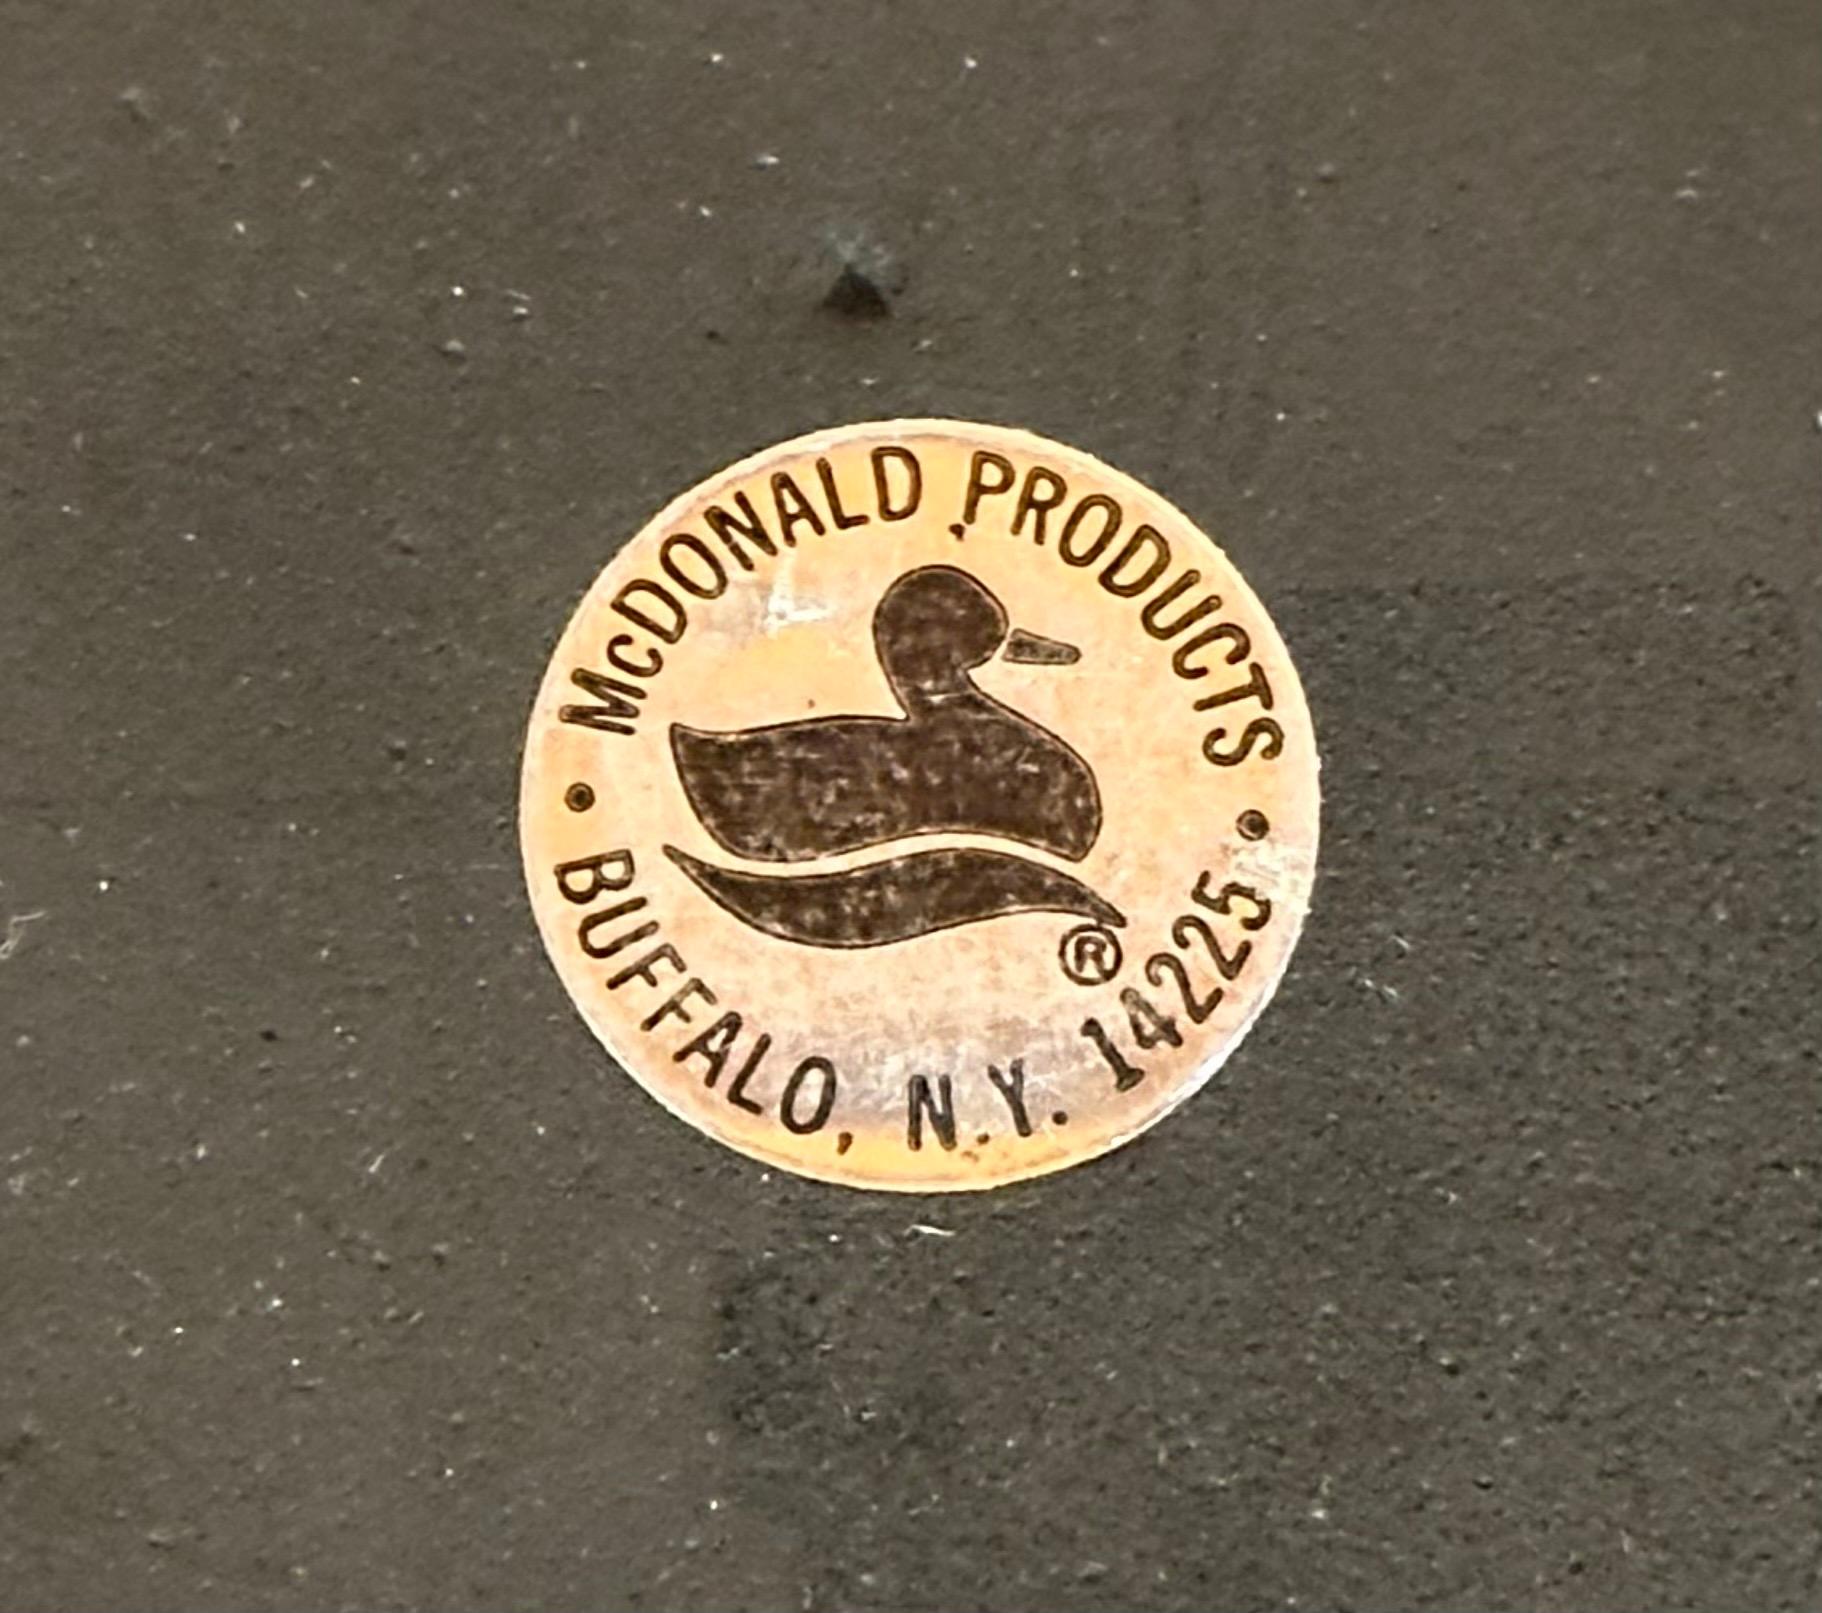 McDONALD PRODUCTS
• BUFFALO, N.Y. 14225 •
®